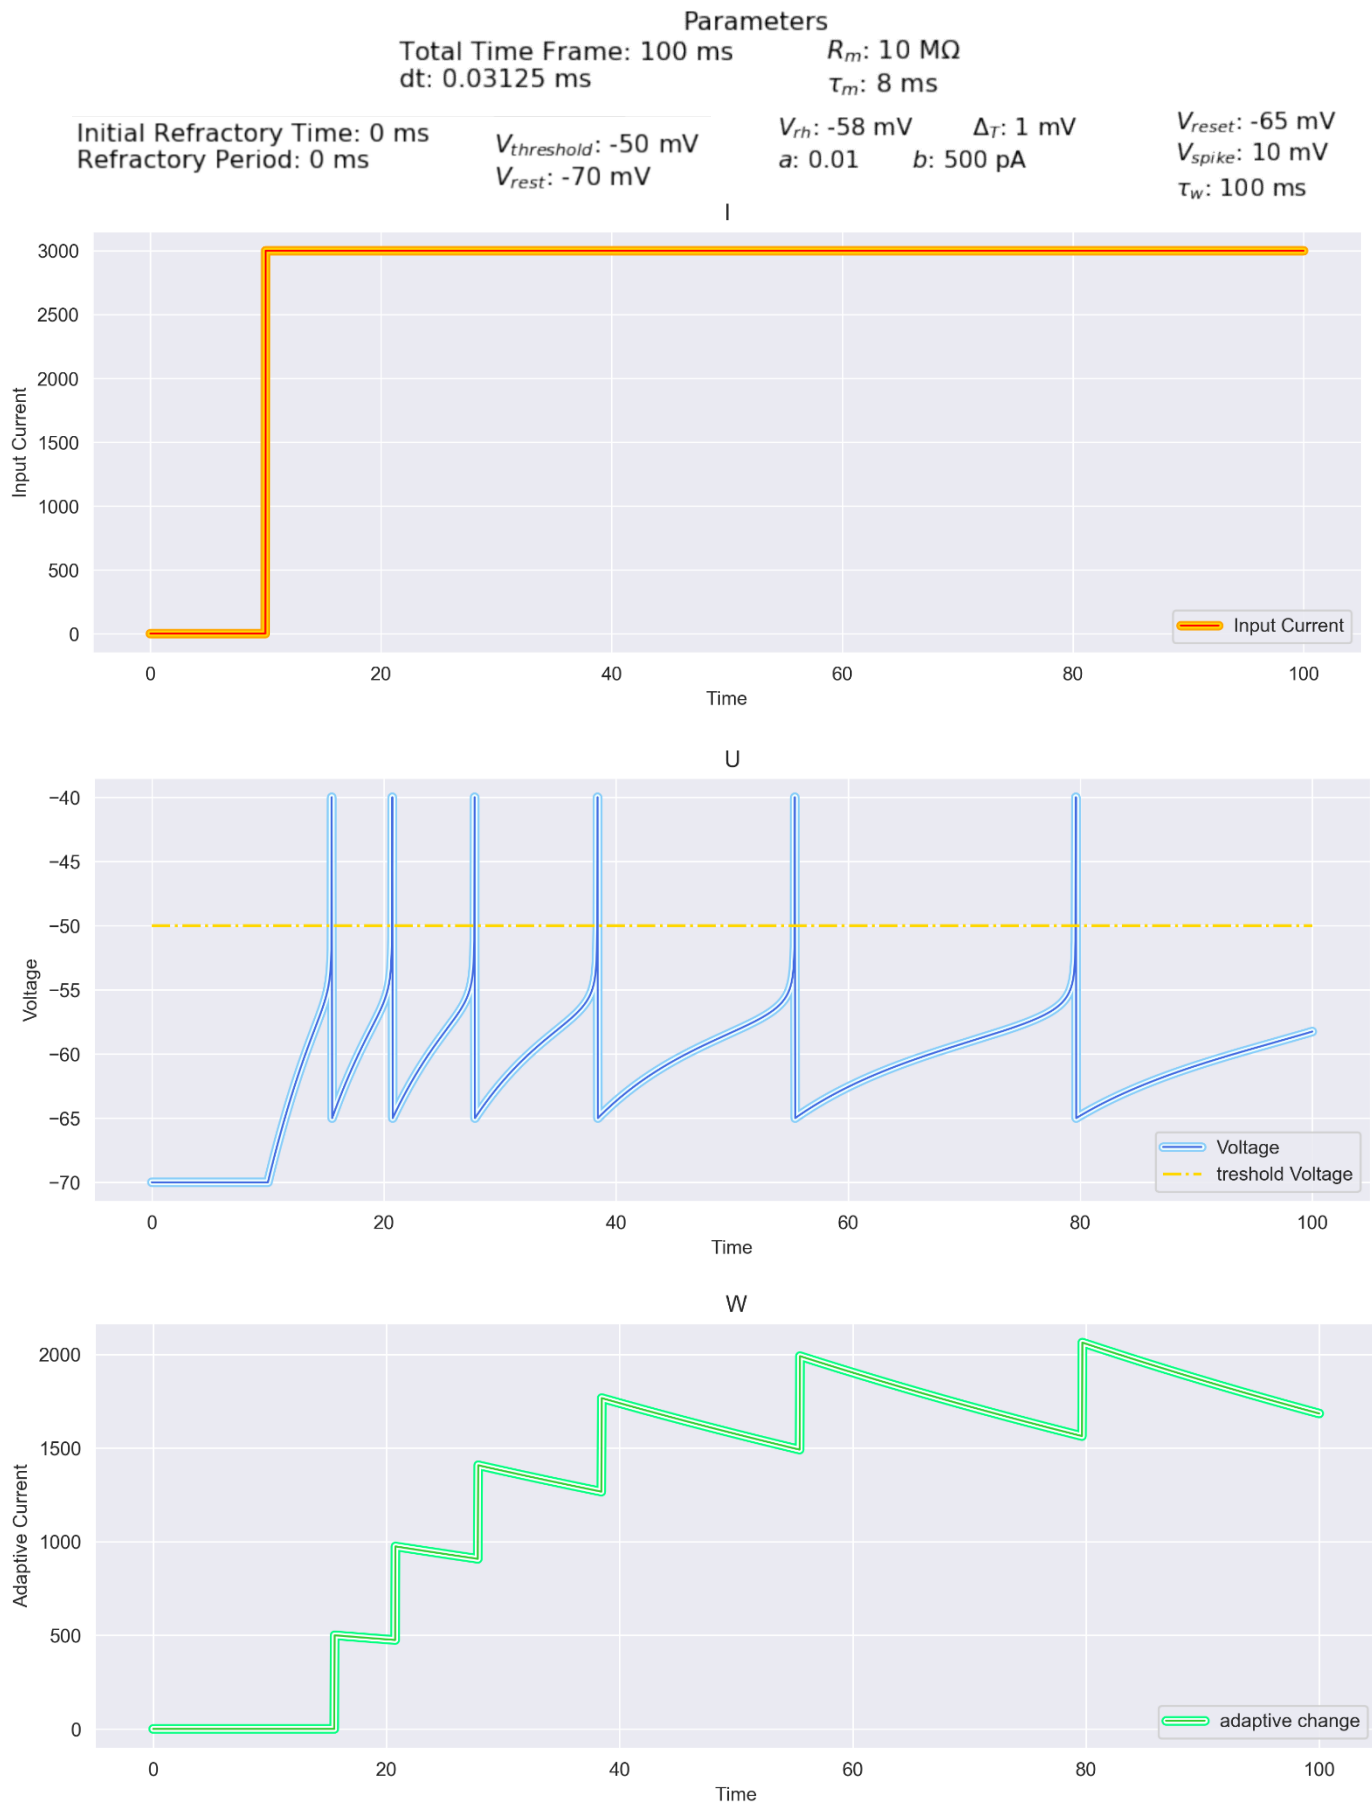 Parameters
Total Time Frame: 100 ms
dt: 0.03125 ms
R_m: 10 MΩ
τ_m: 8 ms
Initial Refractory Time: 0 ms
Refractory Period: 0 ms
V_threshold: -50 mV
V_rest: -70 mV
V_rh: -58 mV Δ_T: 1 mV
a: 0.01 b: 500 pA
V_reset: -65 mV
V_spike: 10 mV
τ_w: 100 ms
I
3000
2500
2000
1500
1000
500
0
Input Current
Input Current
0 20 40 60 80 100
Time
U
−40
−45
−50
−55
−60
−65
−70
Voltage
Voltage
treshold Voltage
0 20 40 60 80 100
Time
W
2000
1500
1000
500
0
Adaptive Current
adaptive change
0 20 40 60 80 100
Time